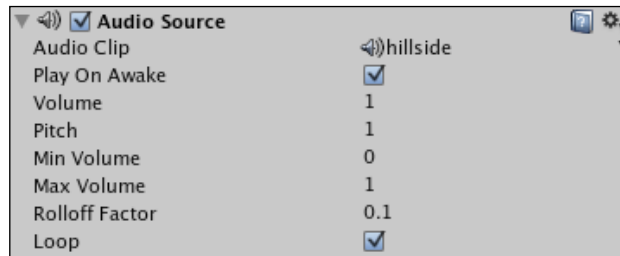 Audio Source
Audio Clip hillside
Play On Awake
Volume 1
Pitch 1
Min Volume 0
Max Volume 1
Rolloff Factor 0.1
Loop